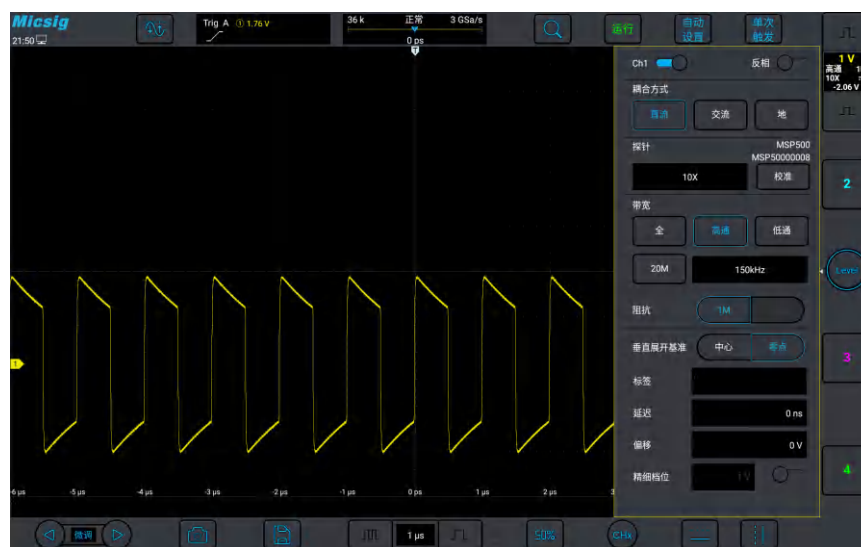 Micsig
21:50
Trig A ① 1.76 V
36 k 正常 3 GSa/s
0 ps
运行
自动
设置
单次
触发
T
Ch1
反相
1 V
高通 1
10X
-2.06 V
耦合方式
直流 交流 地
探针
MSP500
MSP50000008
10X
校准
带宽
全 高通 低通
20M 150kHz
阻抗
1M
垂直展开基准
中心 零点
标签
延迟
0 ns
偏移
0 V
精细档位
1 V
2
Level
3
4
1
-6 μs -5 μs -4 μs -3 μs -2 μs -1 μs 0 ps 1 μs 2 μs 3
微调
1 μs
50%
CHx